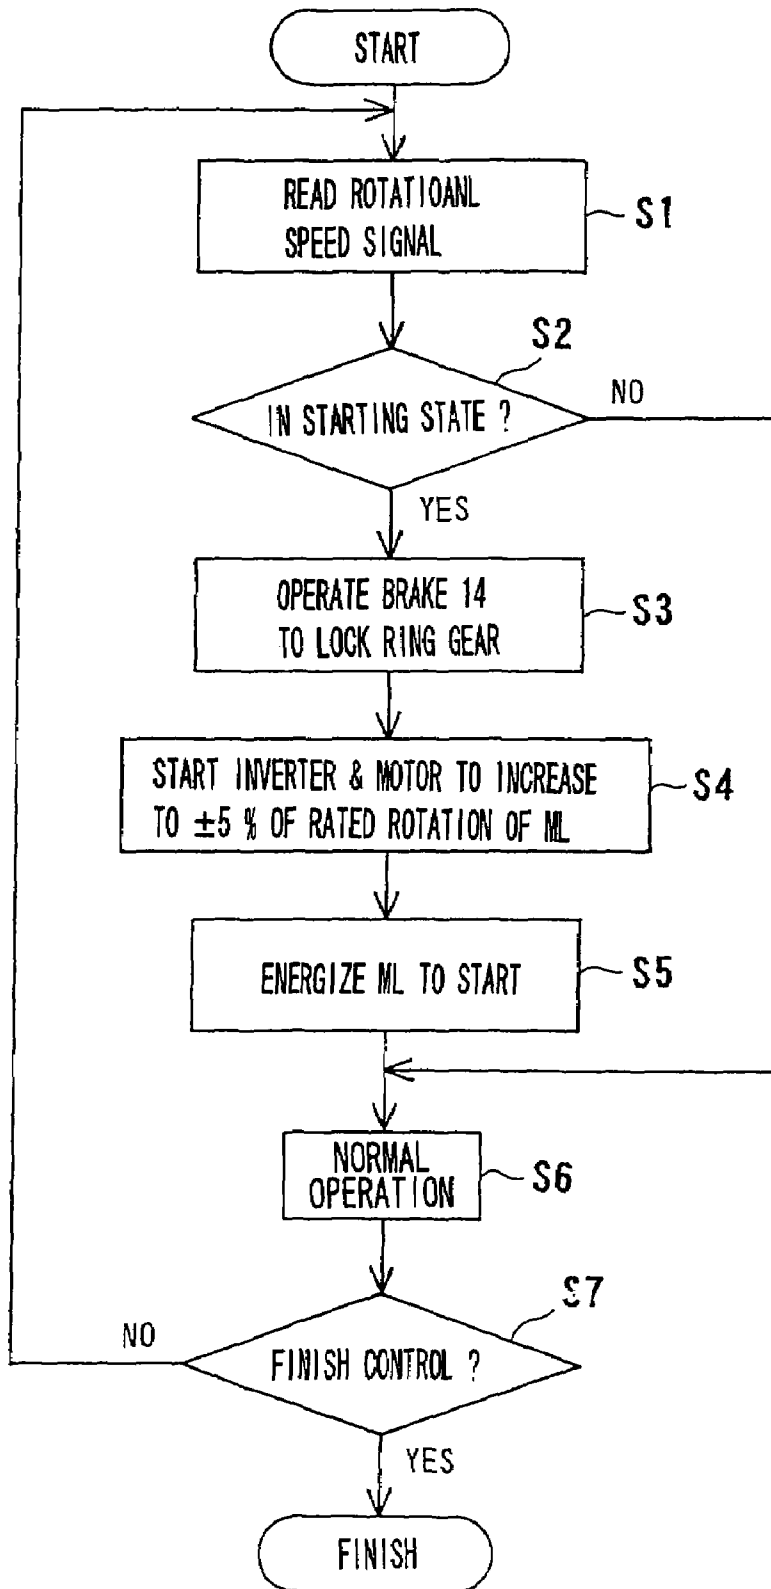 START
READ ROTATIOANL
SPEED SIGNAL
S1
S2
IN STARTING STATE ?
NO
YES
OPERATE BRAKE 14
TO LOCK RING GEAR
S3
START INVERTER & MOTOR TO INCREASE
TO ±5 % OF RATED ROTATION OF ML
S4
ENERGIZE ML TO START
S5
NORMAL
OPERATION
S6
S7
NO
FINISH CONTROL ?
YES
FINISH